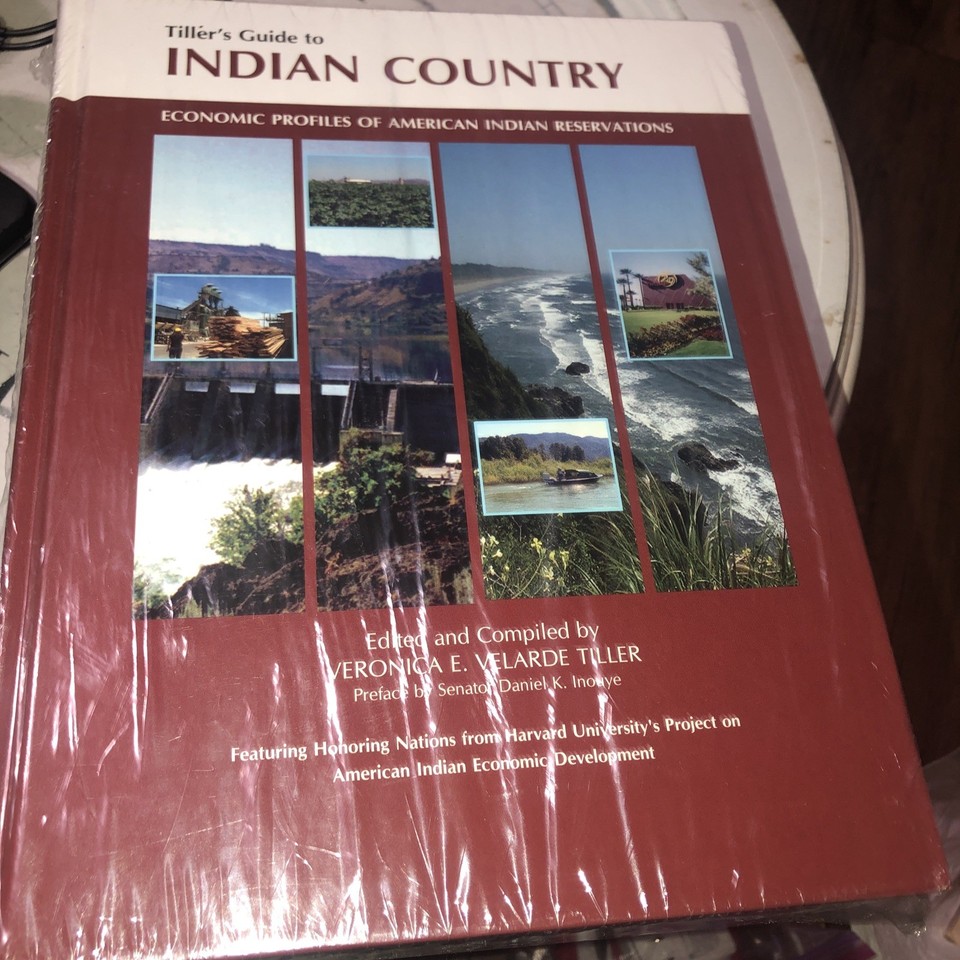 Tiller's Guide to
INDIAN COUNTRY
ECONOMIC PROFILES OF AMERICAN INDIAN RESERVATIONS
Edited and Compiled by
VERONICA E. VELARDE TILLER
Preface by Senator Daniel K. Inouye
Featuring Honoring Nations from Harvard University's Project on
American Indian Economic Development